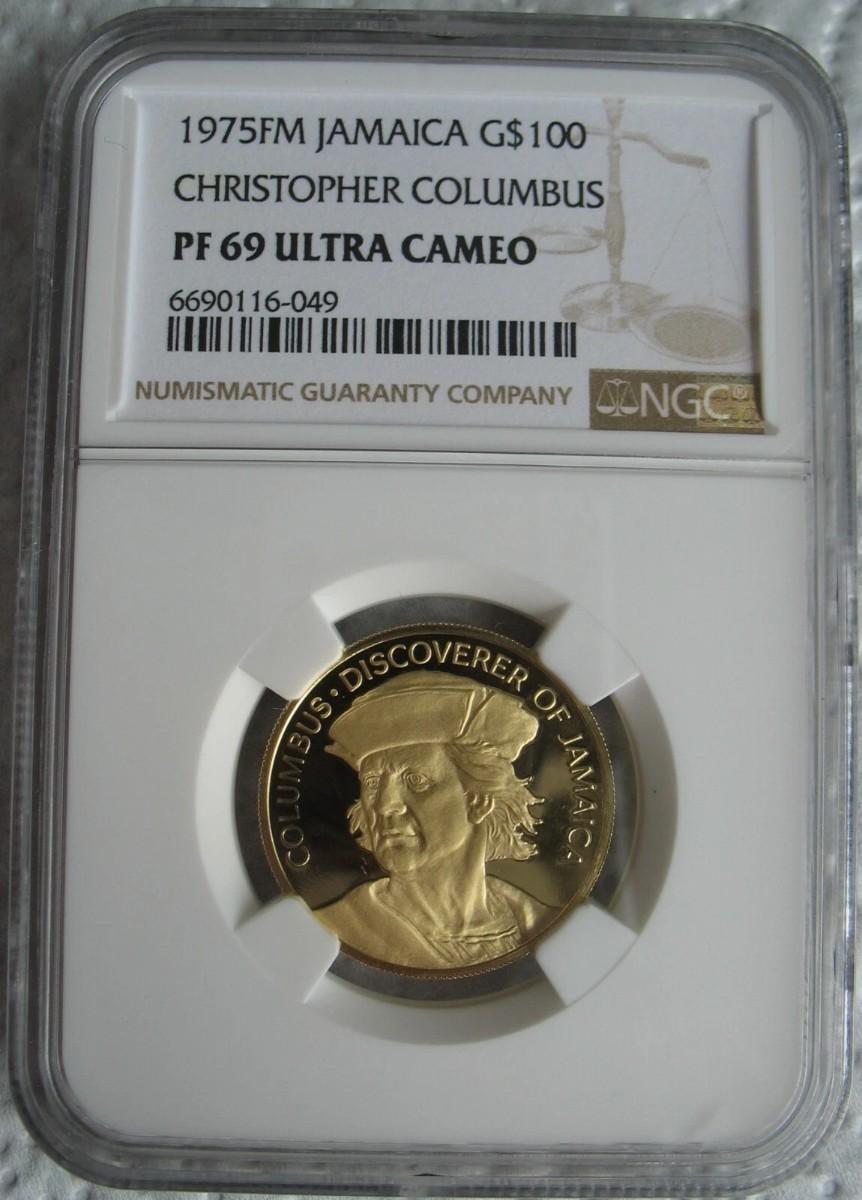 1975FM JAMAICA G$100
CHRISTOPHER COLUMBUS
PF 69 ULTRA CAMEO
6690116-049
NUMISMATIC GUARANTY COMPANY
NGC®
COLUMBUS · DISCOVERER OF JAMAICA